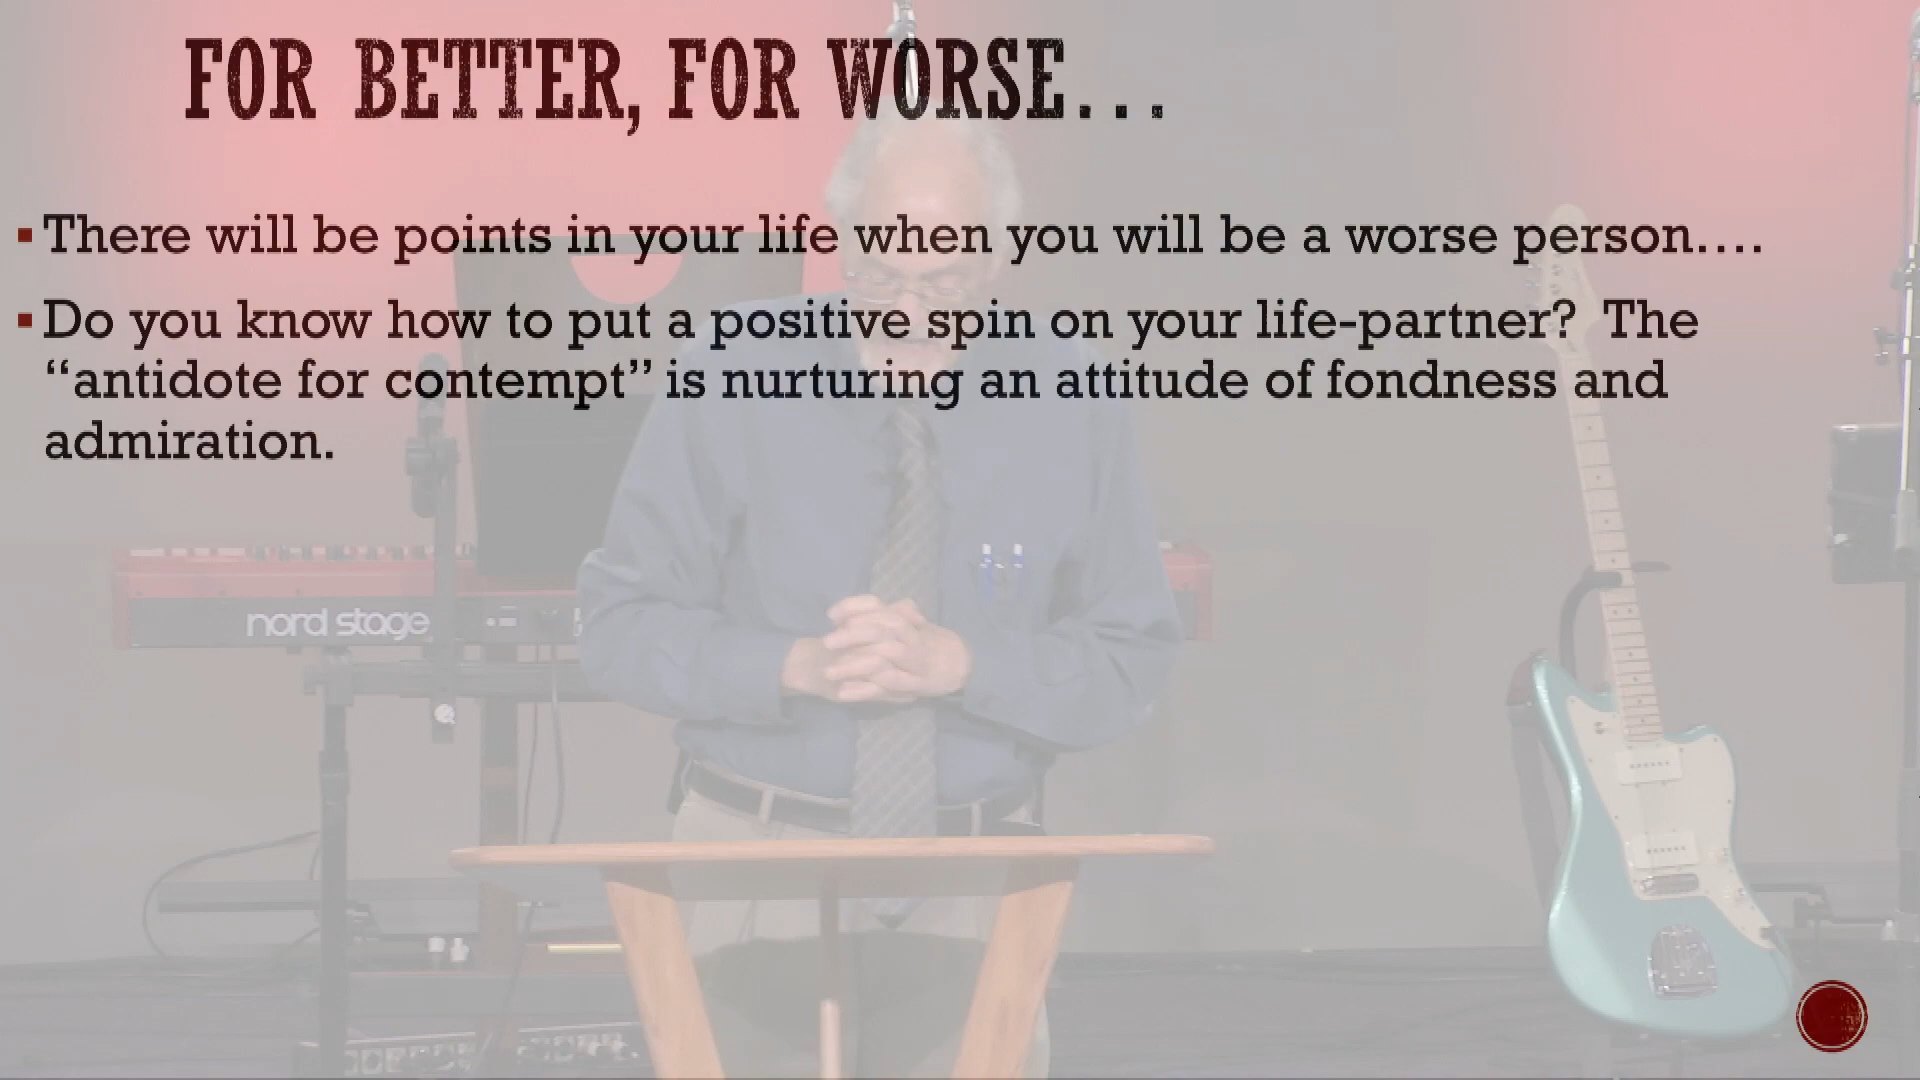 FOR BETTER, FOR WORSE...
▪ There will be points in your life when you will be a worse person....
▪ Do you know how to put a positive spin on your life-partner?  The
“antidote for contempt” is nurturing an attitude of fondness and
admiration.
nord stage